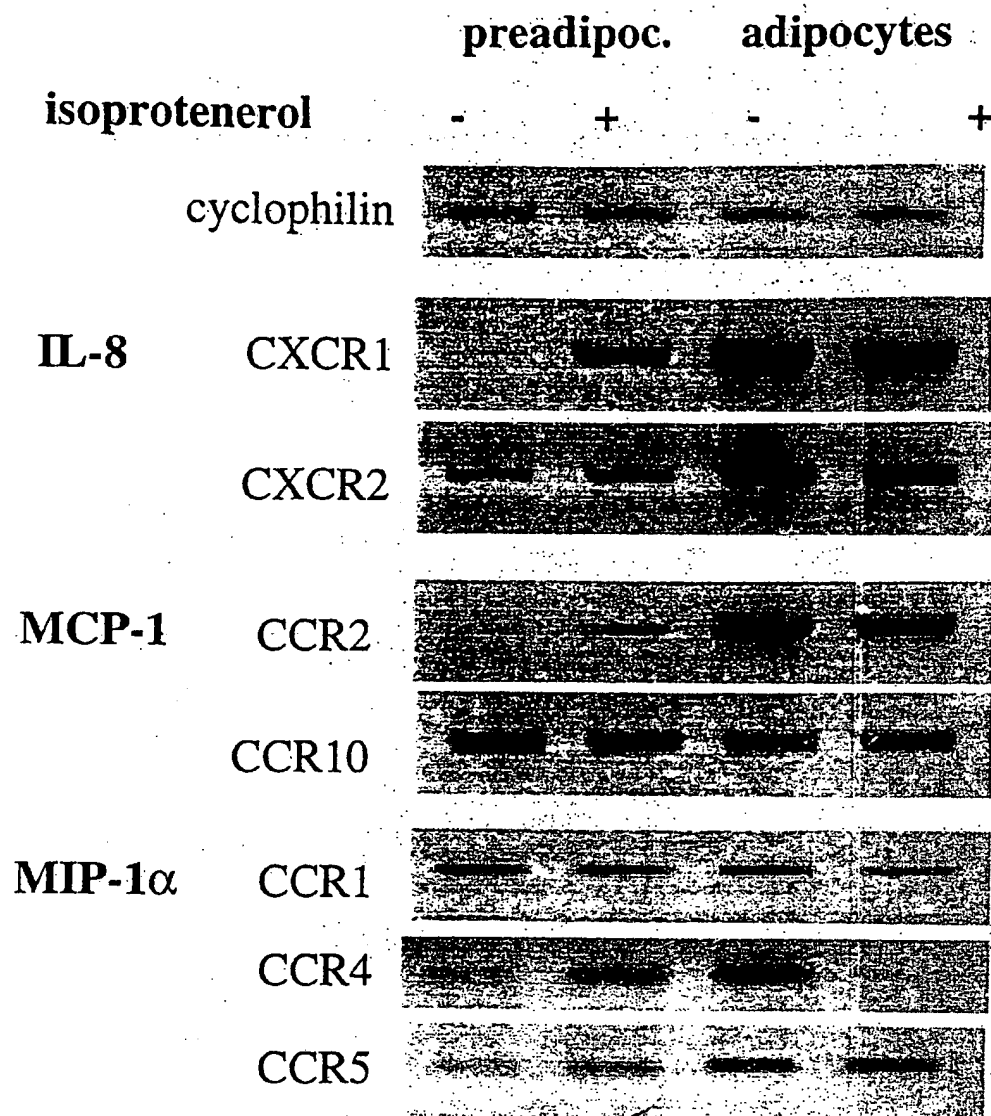 preadipoc. adipocytes
isoprotenerol - + - +
cyclophilin
IL-8 CXCR1
CXCR2
MCP-1 CCR2
CCR10
MIP-1α CCR1
CCR4
CCR5